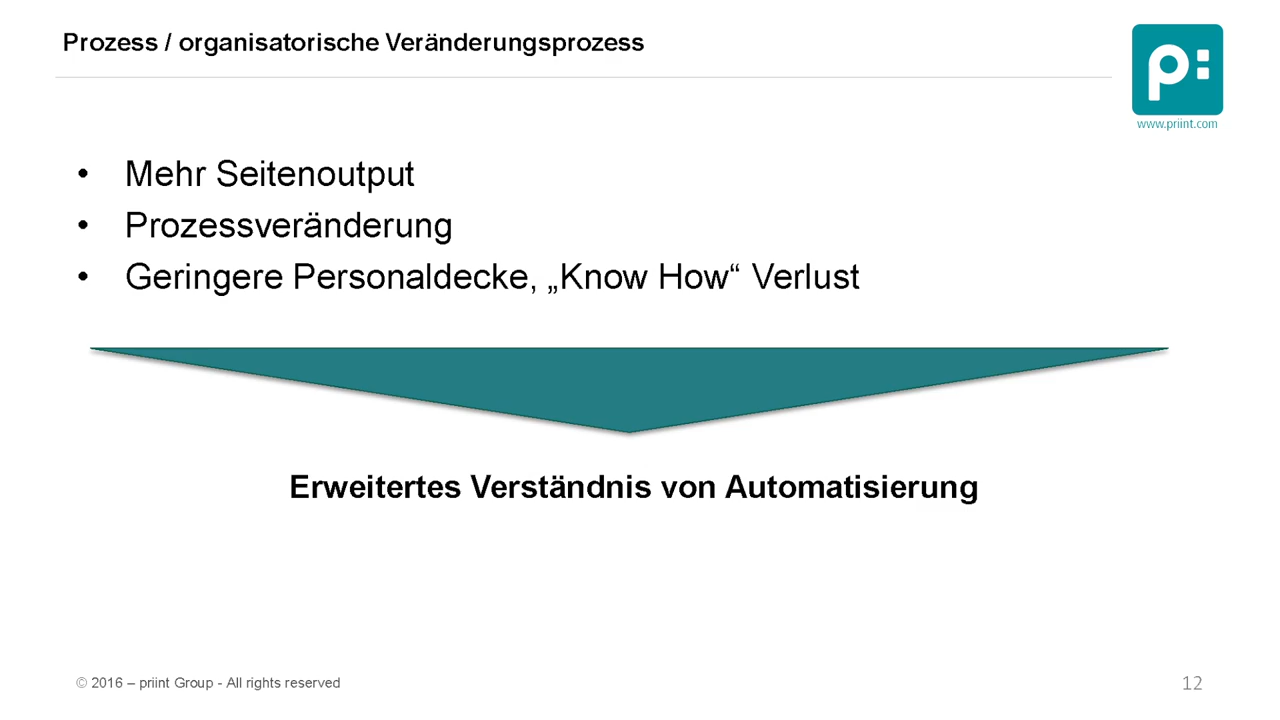 Prozess / organisatorische Veränderungsprozess
p:
www.priint.com
• Mehr Seitenoutput
• Prozessveränderung
• Geringere Personaldecke, „Know How“ Verlust
Erweitertes Verständnis von Automatisierung
© 2016 – priint Group - All rights reserved
12